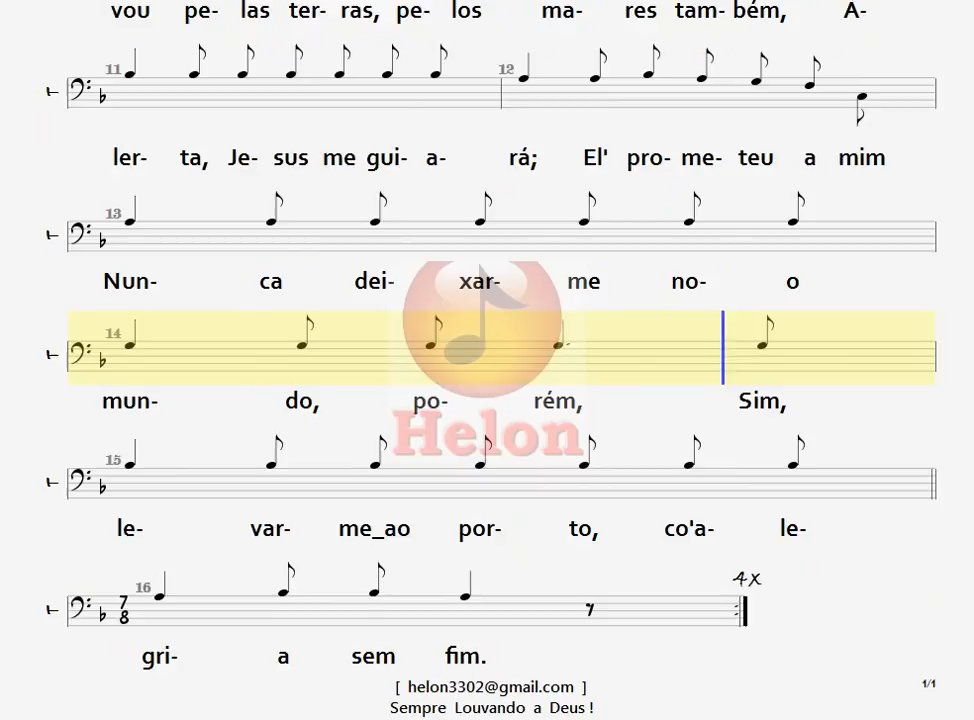 vou pe- las ter- ras, pe- los ma- res tam- bém, A-
11 12
ler- ta, Je- sus me gui- a- rá; El' pro- me- teu a mim
13
Nun- ca dei- xar- me no- o
14
mun- do, po- rém, Sim,
Helon
15
le- var- me_ao por- to, co'a- le-
16 7/8 4x
gri- a sem fim.
[ helon3302@gmail.com ] 1/1
Sempre Louvando a Deus !